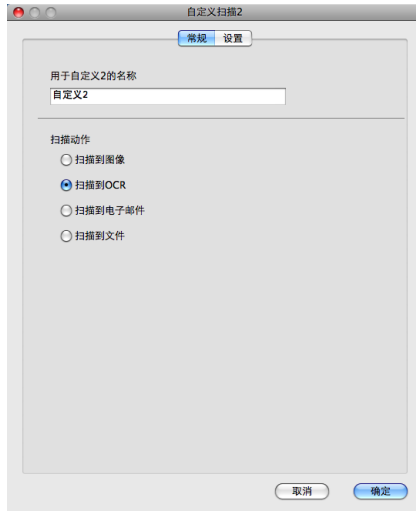 自定义扫描2
常规 设置
用于自定义2的名称
自定义2
扫描动作
扫描到图像
扫描到OCR
扫描到电子邮件
扫描到文件
取消 确定